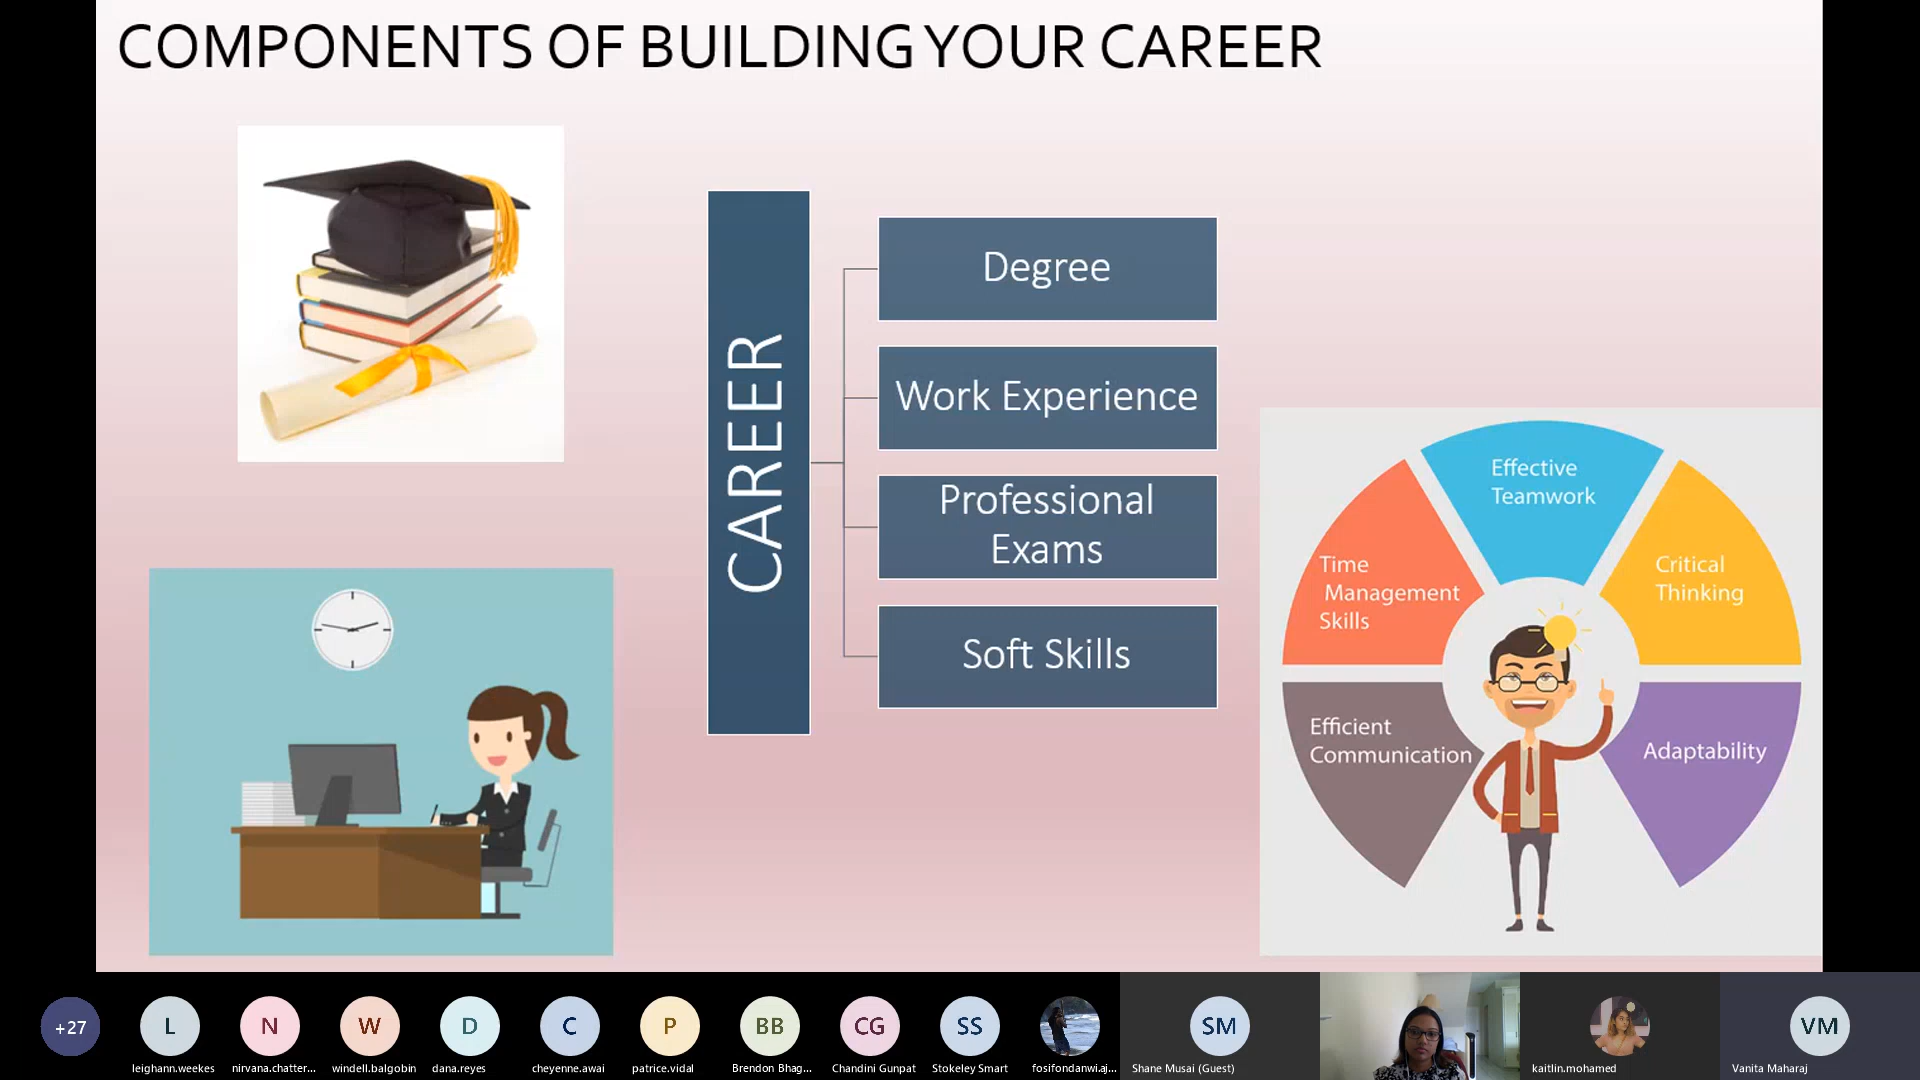 COMPONENTS OF BUILDING YOUR CAREER
CAREER
Degree
Work Experience
Professional
Exams
Soft Skills
Effective
Teamwork
Time
Management
Skills
Critical
Thinking
Efficient
Communication
Adaptability
+27
L
leighann.weekes
N
nirvana.chatter...
W
windell.balgobin
D
dana.reyes
C
cheyenne.awai
P
patrice.vidal
BB
Brendon Bhag...
CG
Chandini Gunpat
SS
Stokeley Smart
fosifondanwi.aj...
SM
Shane Musai (Guest)
kaitlin.mohamed
VM
Vanita Maharaj